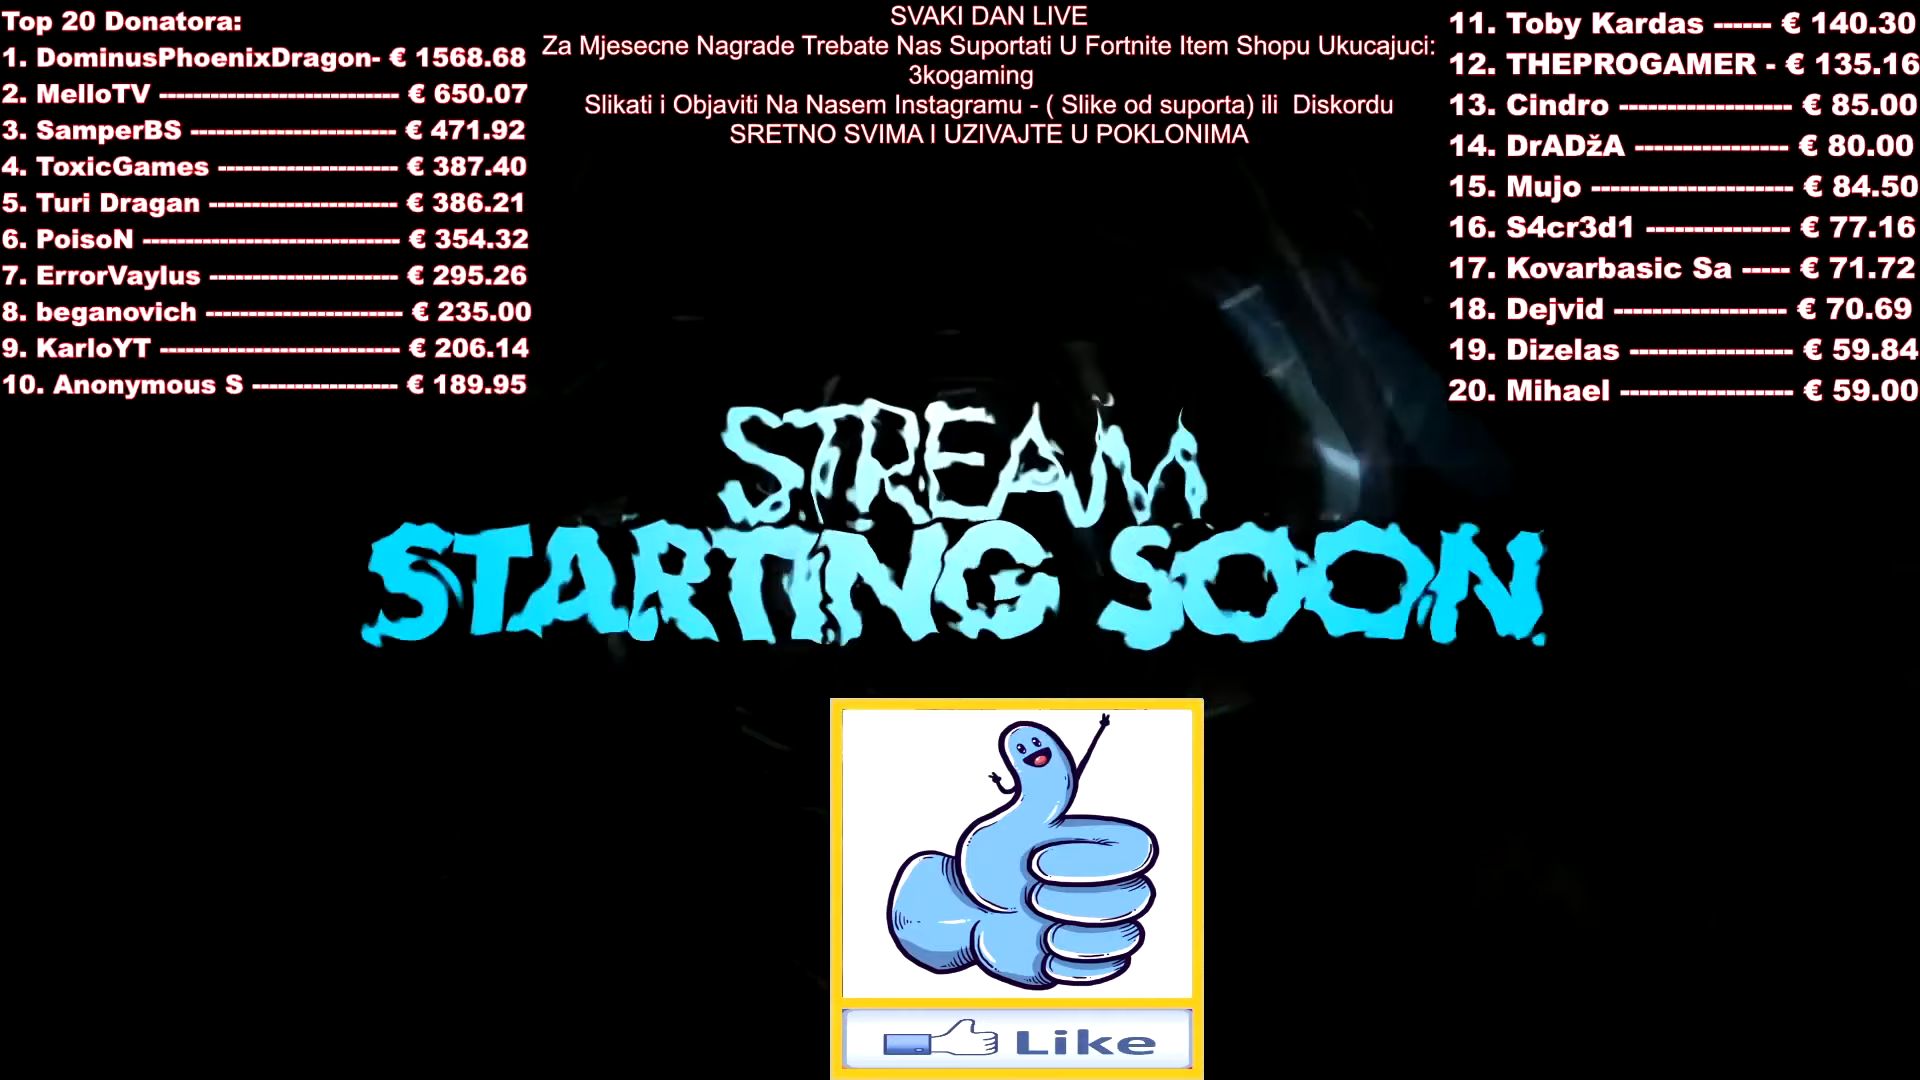 Top 20 Donatora:
1. DominusPhoenixDragon- € 1568.68
2. MelloTV ---------------------------- € 650.07
3. SamperBS ------------------------ € 471.92
4. ToxicGames --------------------- € 387.40
5. Turi Dragan ---------------------- € 386.21
6. PoisoN ------------------------------ € 354.32
7. ErrorVaylus ---------------------- € 295.26
8. beganovich ----------------------- € 235.00
9. KarloYT ---------------------------- € 206.14
10. Anonymous S ----------------- € 189.95
SVAKI DAN LIVE
Za Mjesecne Nagrade Trebate Nas Suportati U Fortnite Item Shopu Ukucajuci:
3kogaming
Slikati i Objaviti Na Nasem Instagramu - ( Slike od suporta) ili  Diskordu
SRETNO SVIMA I UZIVAJTE U POKLONIMA
11. Toby Kardas ------ € 140.30
12. THEPROGAMER - € 135.16
13. Cindro ------------------ € 85.00
14. DrADžA ---------------- € 80.00
15. Mujo --------------------- € 84.50
16. S4cr3d1 --------------- € 77.16
17. Kovarbasic Sa ----- € 71.72
18. Dejvid ------------------ € 70.69
19. Dizelas ----------------- € 59.84
20. Mihael ------------------ € 59.00
STREAM
STARTING SOON
Like